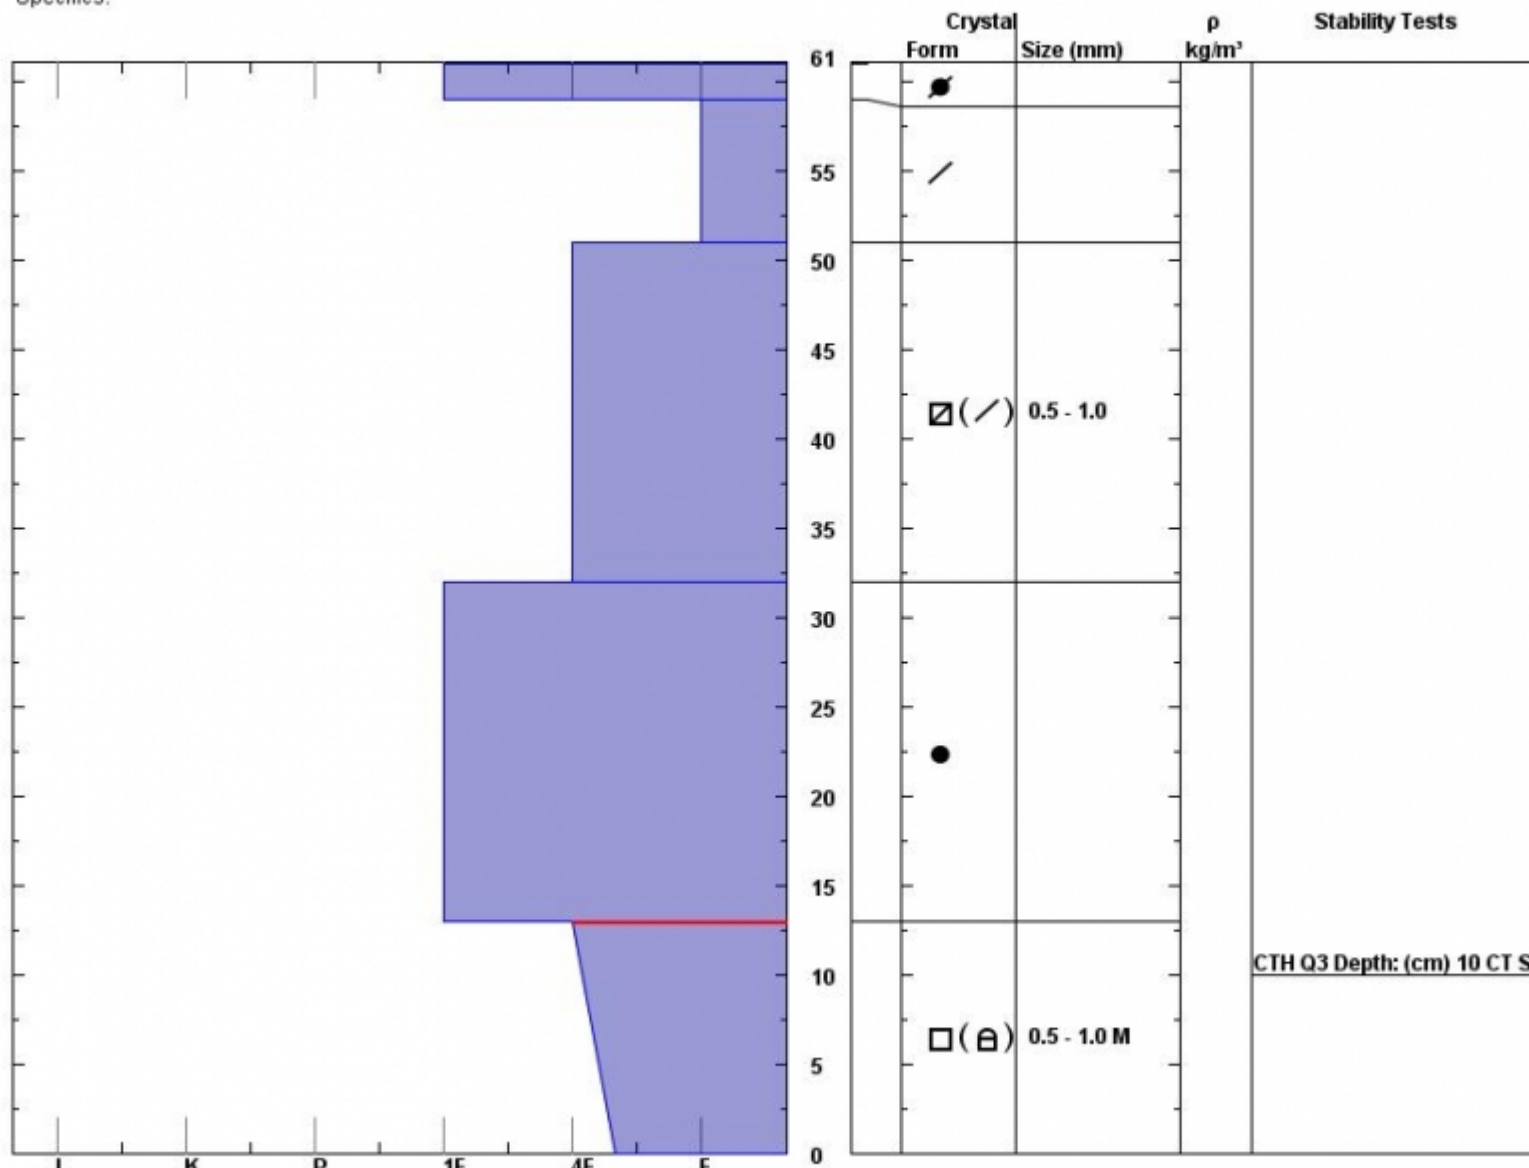 Specifics:
Crystal ρ Stability Tests
Form Size (mm) kg/m³
61
55
50
45
( ) 0.5 - 1.0
40
35
30
25
20
15
CTH Q3 Depth: (cm) 10 CT S
10
( ) 0.5 - 1.0 M
5
0
I K P 1F 4F F